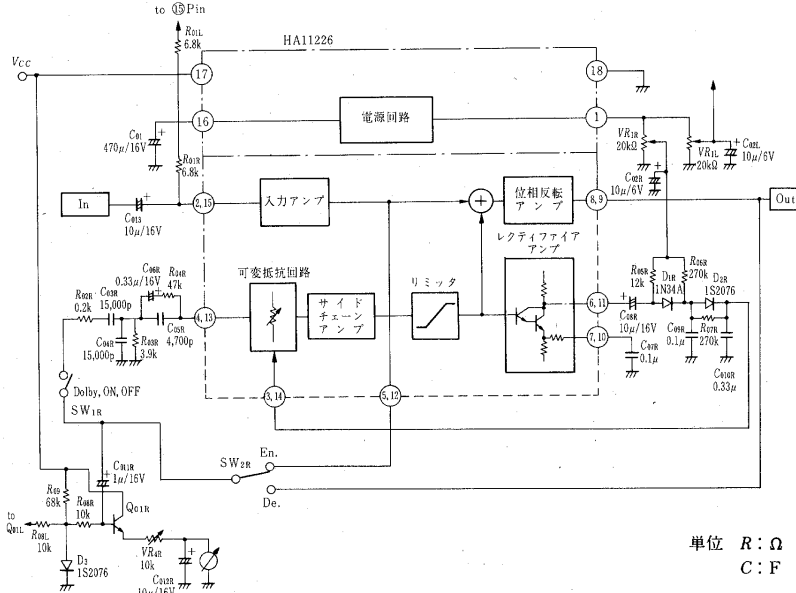 to ⑮Pin
R01L
6.8k
HA11226
VCC
17
18
16
電源回路
1
C01
470μ/16V
R01R
6.8k
VR1R
20kΩ
VR1L
20kΩ
C02L
10μ/6V
C02R
10μ/6V
In
C013
10μ/16V
2, 15
入力アンプ
+
位相反転
アンプ
8, 9
Out
レクティファイア
アンプ
C06R
0.33μ/16V
R04R
47k
R02R
0.2k
C03R
15,000p
C04R
15,000p
R03R
3.9k
C05R
4,700p
4, 13
可変抵抗回路
サイド
チェーン
アンプ
リミッタ
6, 11
7, 10
R05R
12k
R06R
270k
D1R
1N34A
D2R
1S2076
C08R
10μ/16V
C07R
0.1μ
C09R
0.1μ
R07R
270k
C010R
0.33μ
3, 14
5, 12
Dolby, ON, OFF
SW1R
SW2R
En.
De.
C011R
1μ/16V
R09
68k
R08R
10k
Q01R
to
Q01L
R08L
10k
D3
1S2076
VR4R
10k
C012R
10μ/16V
単位 R : Ω
C : F